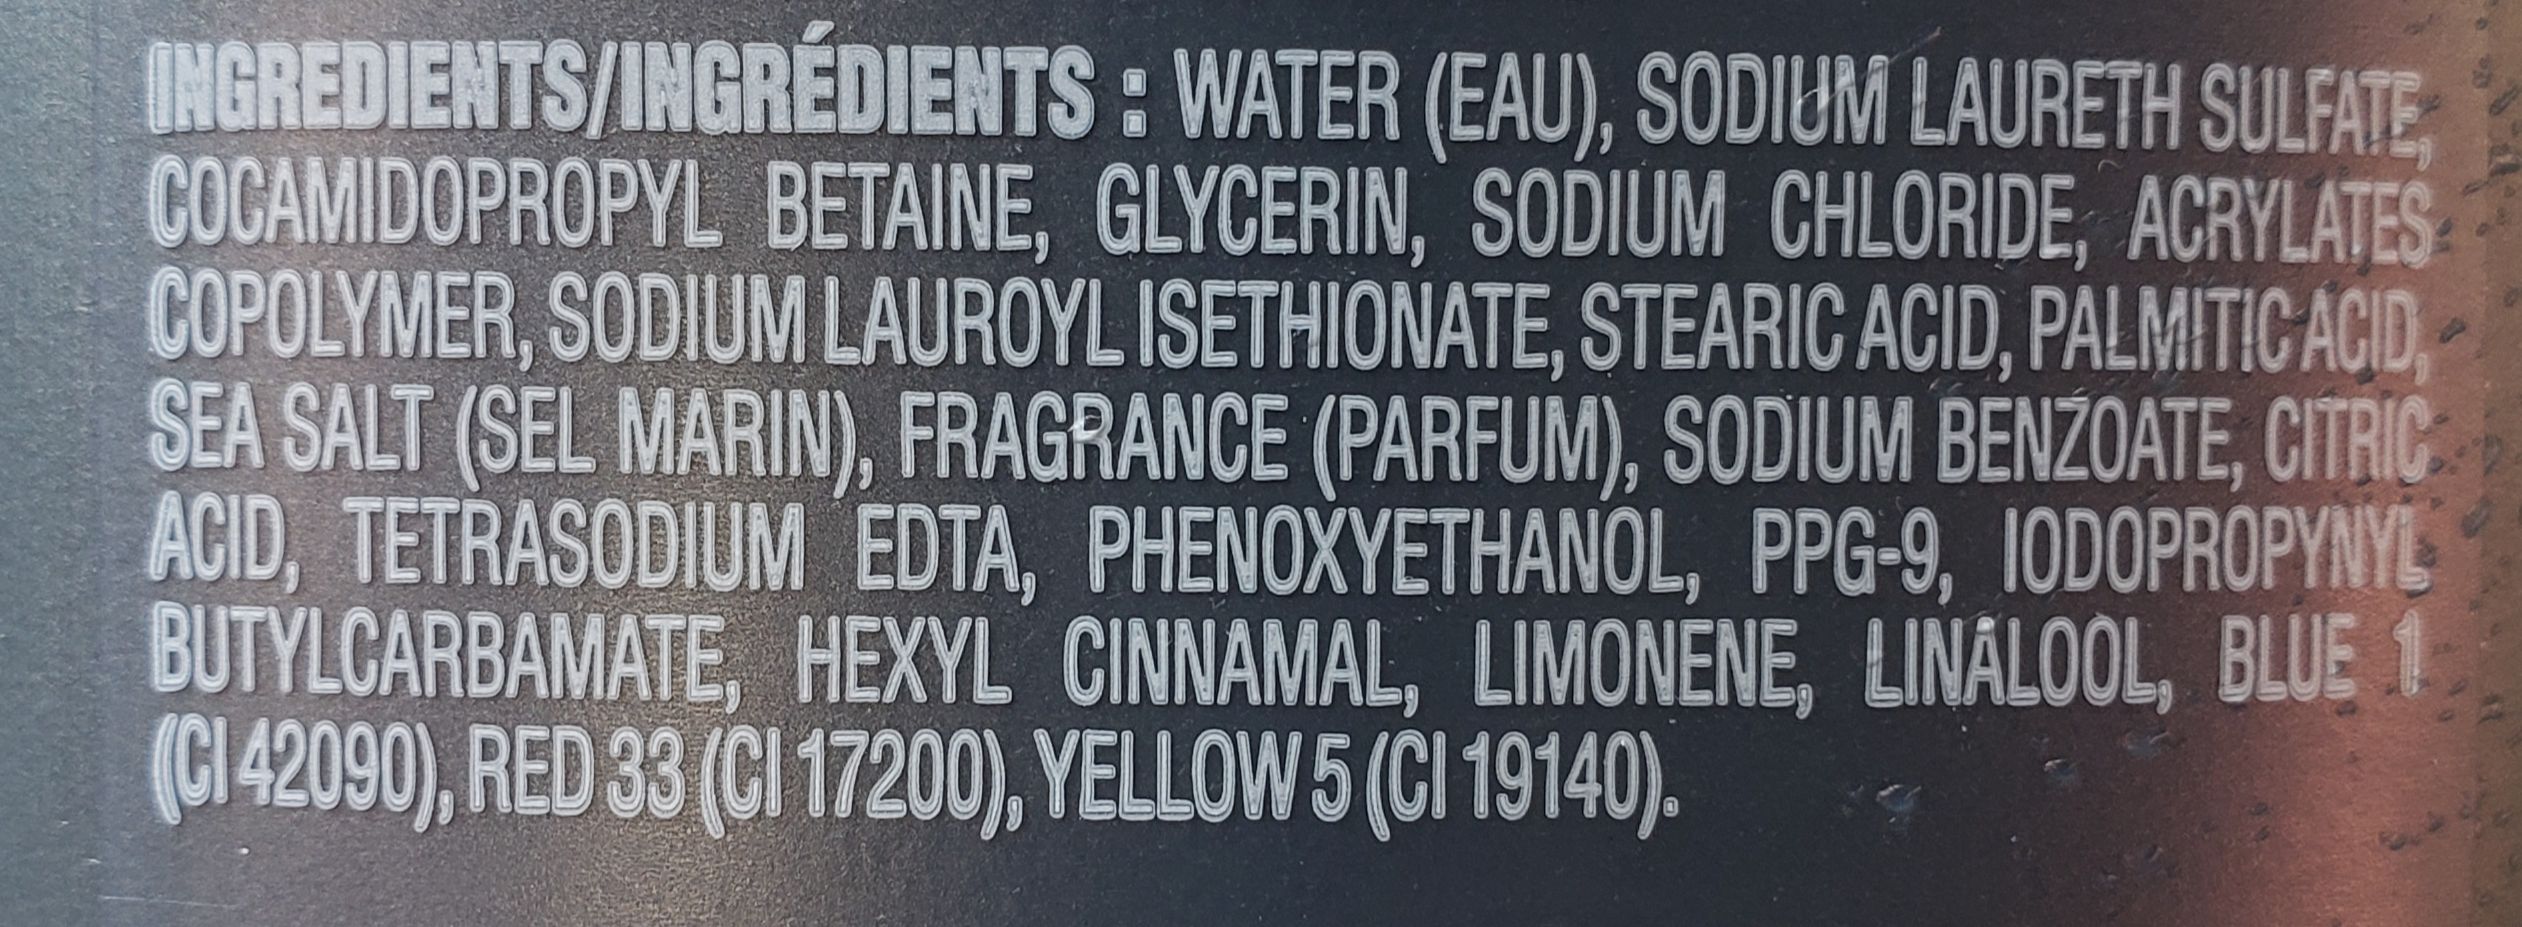 INGREDIENTS/INGRÉDIENTS : WATER (EAU), SODIUM LAURETH SULFATE,
COCAMIDOPROPYL BETAINE, GLYCERIN, SODIUM CHLORIDE, ACRYLATES
COPOLYMER, SODIUM LAUROYL ISETHIONATE, STEARIC ACID, PALMITIC ACID,
SEA SALT (SEL MARIN), FRAGRANCE (PARFUM), SODIUM BENZOATE, CITRIC
ACID, TETRASODIUM EDTA, PHENOXYETHANOL, PPG-9, IODOPROPYNYL
BUTYLCARBAMATE, HEXYL CINNAMAL, LIMONENE, LINALOOL, BLUE 1
(CI 42090), RED 33 (CI 17200), YELLOW 5 (CI 19140).